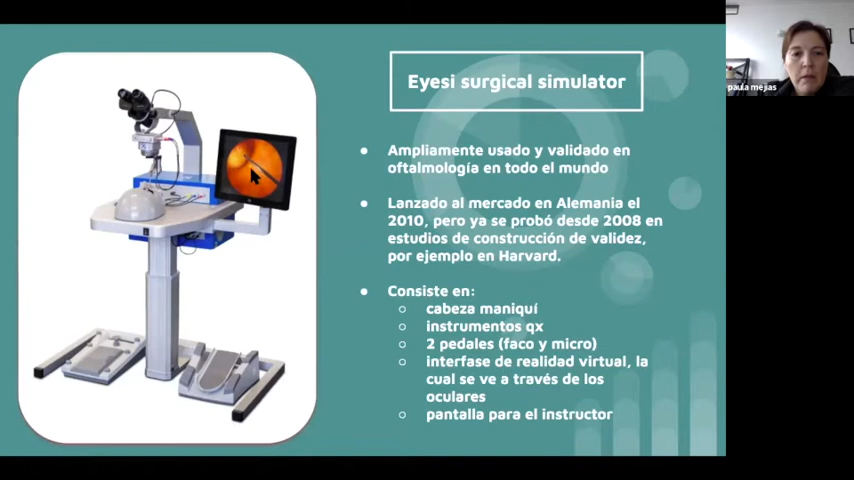 Eyesi surgical simulator
● Ampliamente usado y validado en
oftalmología en todo el mundo
● Lanzado al mercado en Alemania el
2010, pero ya se probó desde 2008 en
estudios de construcción de validez,
por ejemplo en Harvard.
● Consiste en:
○ cabeza maniquí
○ instrumentos qx
○ 2 pedales (faco y micro)
○ interfase de realidad virtual, la
cual se ve a través de los
oculares
○ pantalla para el instructor
paula mejias